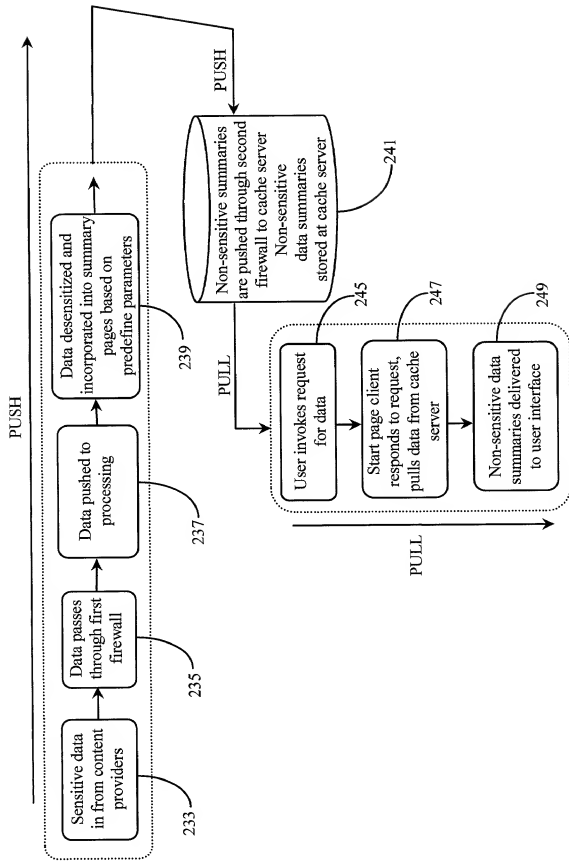 PUSH
Sensitive data
in from content
providers
233
Data passes
through first
firewall
235
Data pushed to
processing
237
Data desensitized and
incorporated into summary
pages based on
predefine parameters
239
PUSH
Non-sensitive summaries
are pushed through second
firewall to cache server
Non-sensitive
data summaries
stored at cache server
241
PULL
User invokes request
for data
245
Start page client
responds to request,
pulls data from cache
server
247
Non-sensitive data
summaries delivered
to user interface
249
PULL